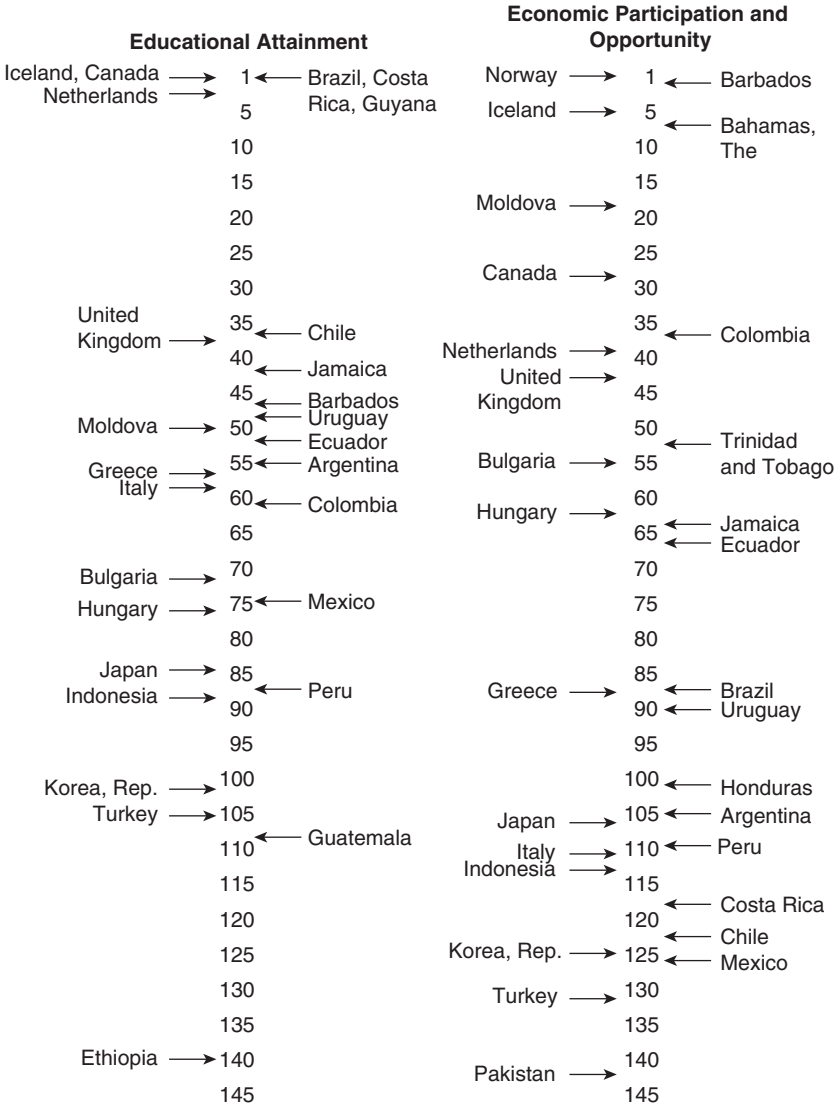 Educational Attainment
Iceland, Canada
Netherlands
Brazil, Costa
Rica, Guyana
1
5
10
15
20
25
30
United
Kingdom
35
Chile
40
Jamaica
45
Barbados
Uruguay
Moldova
50
Ecuador
Greece
Italy
55
Argentina
60
Colombia
65
Bulgaria
70
Hungary
75
Mexico
80
Japan
85
Indonesia
Peru
90
95
Korea, Rep.
100
Turkey
105
Guatemala
110
115
120
125
130
135
Ethiopia
140
145
Economic Participation and
Opportunity
Norway
1
Barbados
Iceland
5
Bahamas,
The
10
15
Moldova
20
25
Canada
30
35
Colombia
Netherlands
40
United
Kingdom
45
50
Trinidad
and Tobago
Bulgaria
55
60
Hungary
65
Jamaica
Ecuador
70
75
80
85
Greece
Brazil
90
Uruguay
95
100
Honduras
Japan
105
Argentina
Italy
110
Peru
Indonesia
115
Costa Rica
120
Chile
Korea, Rep.
125
Mexico
Turkey
130
135
140
Pakistan
145